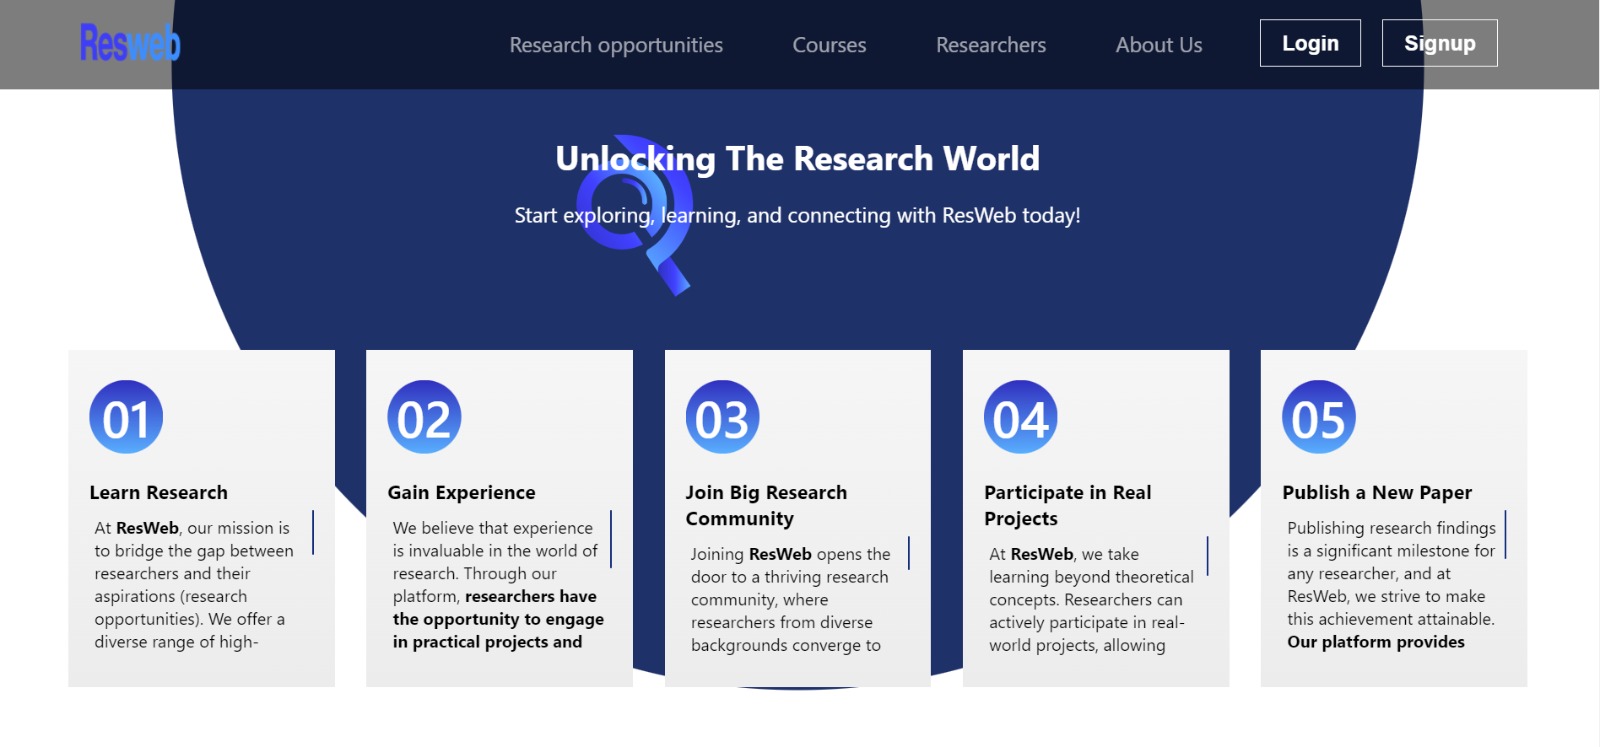 Resweb
Research opportunities
Courses
Researchers
About Us
Login
Signup
Unlocking The Research World
Start exploring, learning, and connecting with ResWeb today!
01
Learn Research
At ResWeb, our mission is
to bridge the gap between
researchers and their
aspirations (research
opportunities). We offer a
diverse range of high-
02
Gain Experience
We believe that experience
is invaluable in the world of
research. Through our
platform, researchers have
the opportunity to engage
in practical projects and
03
Join Big Research
Community
Joining ResWeb opens the
door to a thriving research
community, where
researchers from diverse
backgrounds converge to
04
Participate in Real
Projects
At ResWeb, we take
learning beyond theoretical
concepts. Researchers can
actively participate in real-
world projects, allowing
05
Publish a New Paper
Publishing research findings
is a significant milestone for
any researcher, and at
ResWeb, we strive to make
this achievement attainable.
Our platform provides